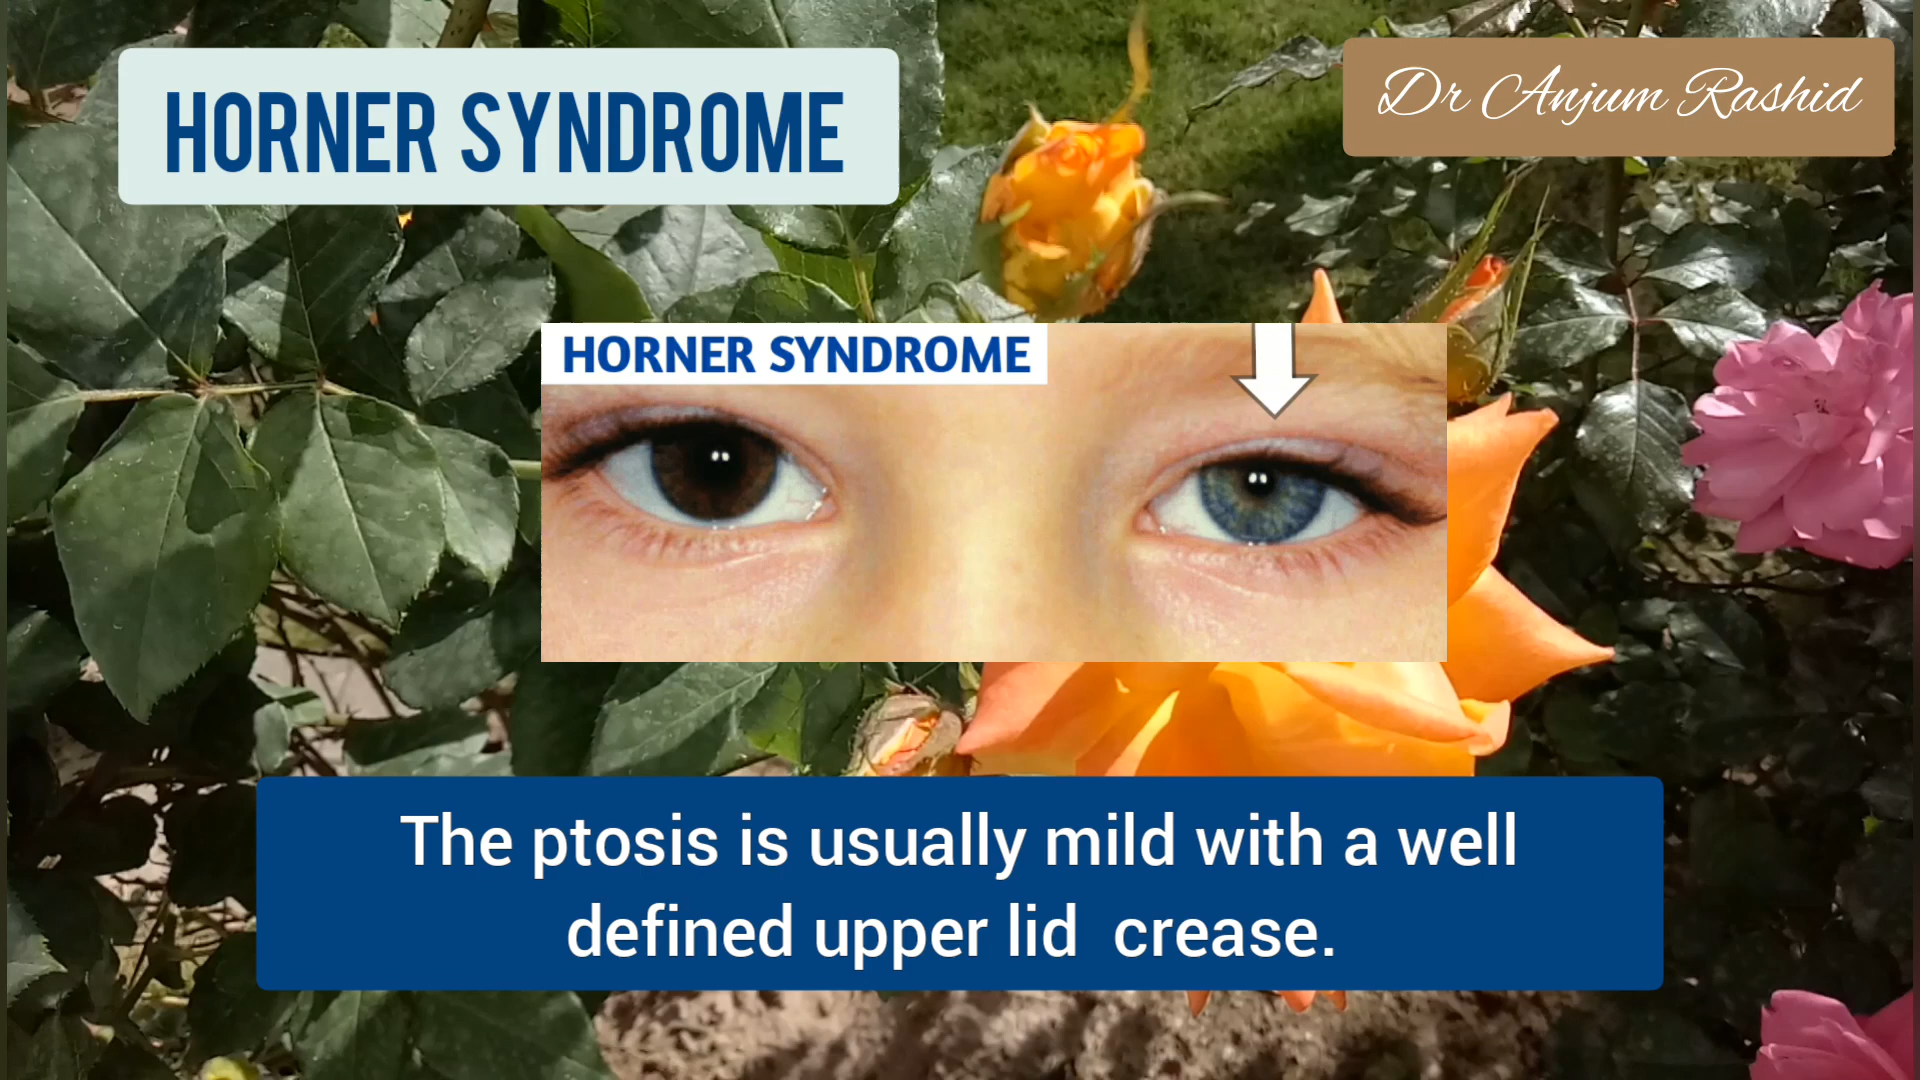 HORNER SYNDROME
Dr Anjum Rashid
HORNER SYNDROME
The ptosis is usually mild with a well
defined upper lid  crease.